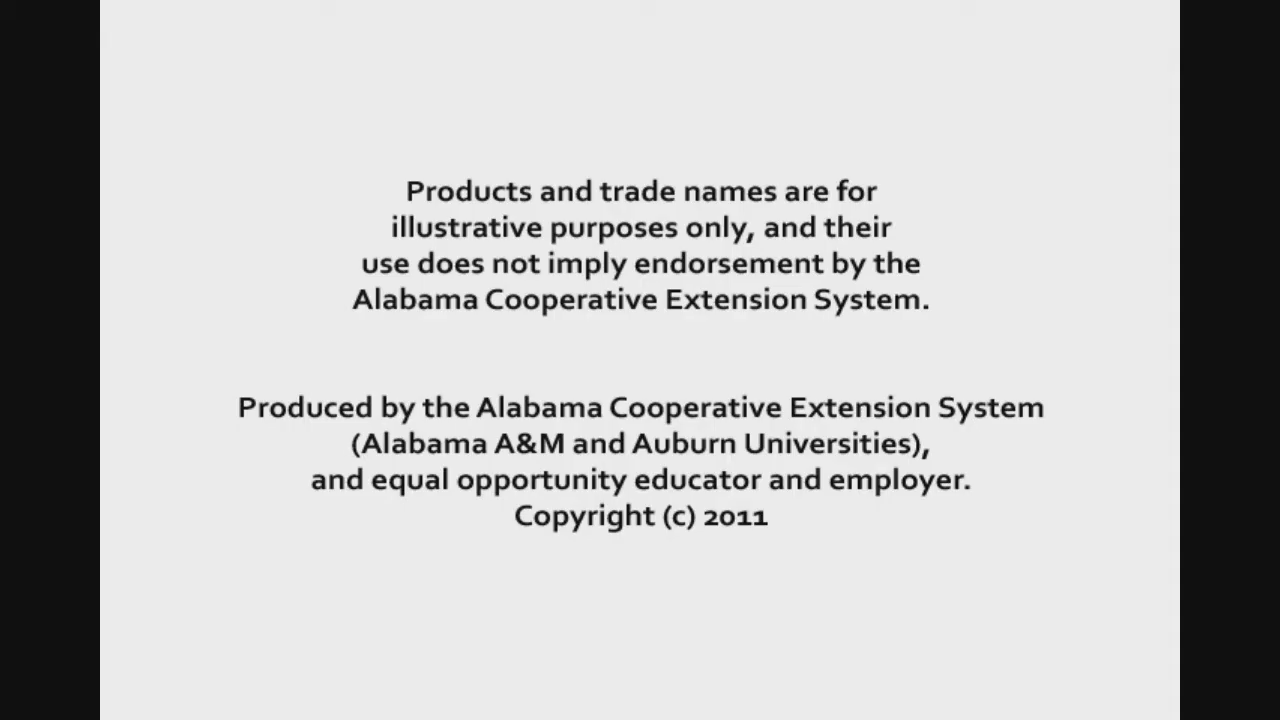 Products and trade names are for
illustrative purposes only, and their
use does not imply endorsement by the
Alabama Cooperative Extension System.
Produced by the Alabama Cooperative Extension System
(Alabama A&M and Auburn Universities),
and equal opportunity educator and employer.
Copyright (c) 2011